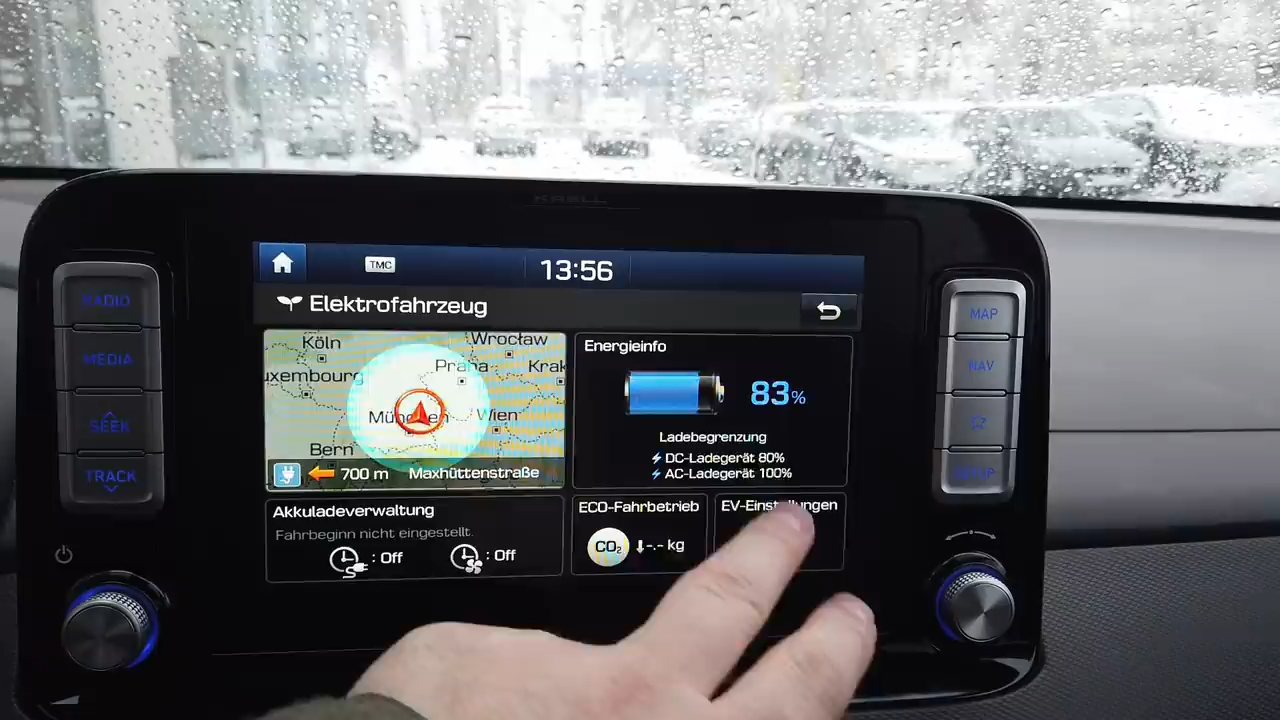 KRELL
TMC
13:56
Elektrofahrzeug
RADIO
MEDIA
SEEK
TRACK
MAP
NAV
SETUP
Köln
Wrocław
Praha
Krak
uxembourg
München
Wien
Bern
700 m Maxhüttenstraße
Energieinfo
83%
Ladebegrenzung
DC-Ladegerät 80%
AC-Ladegerät 100%
Akkuladeverwaltung
Fahrbeginn nicht eingestellt.
: Off : Off
ECO-Fahrbetrieb
CO₂ -.- kg
EV-Einstellungen